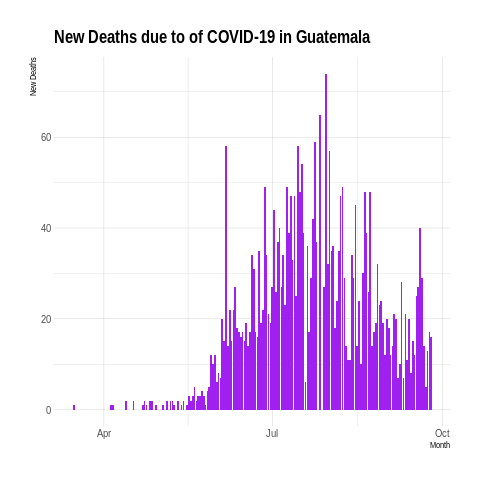 New Deaths due to of COVID-19 in Guatemala
New Deaths
60
40
20
0
Apr
Jul
Oct
Month